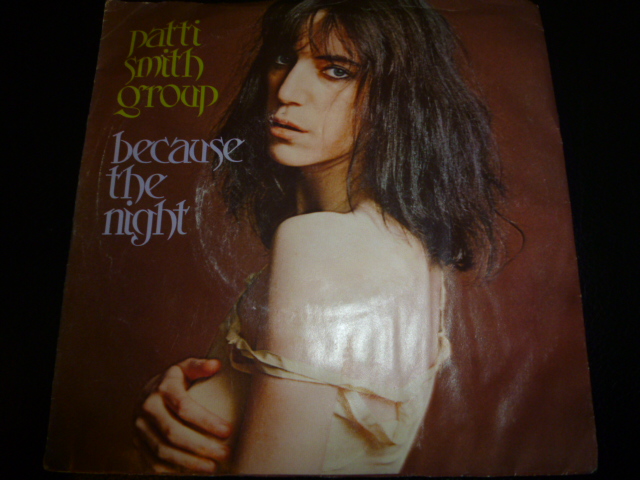 patti
smith
group
because
the
night